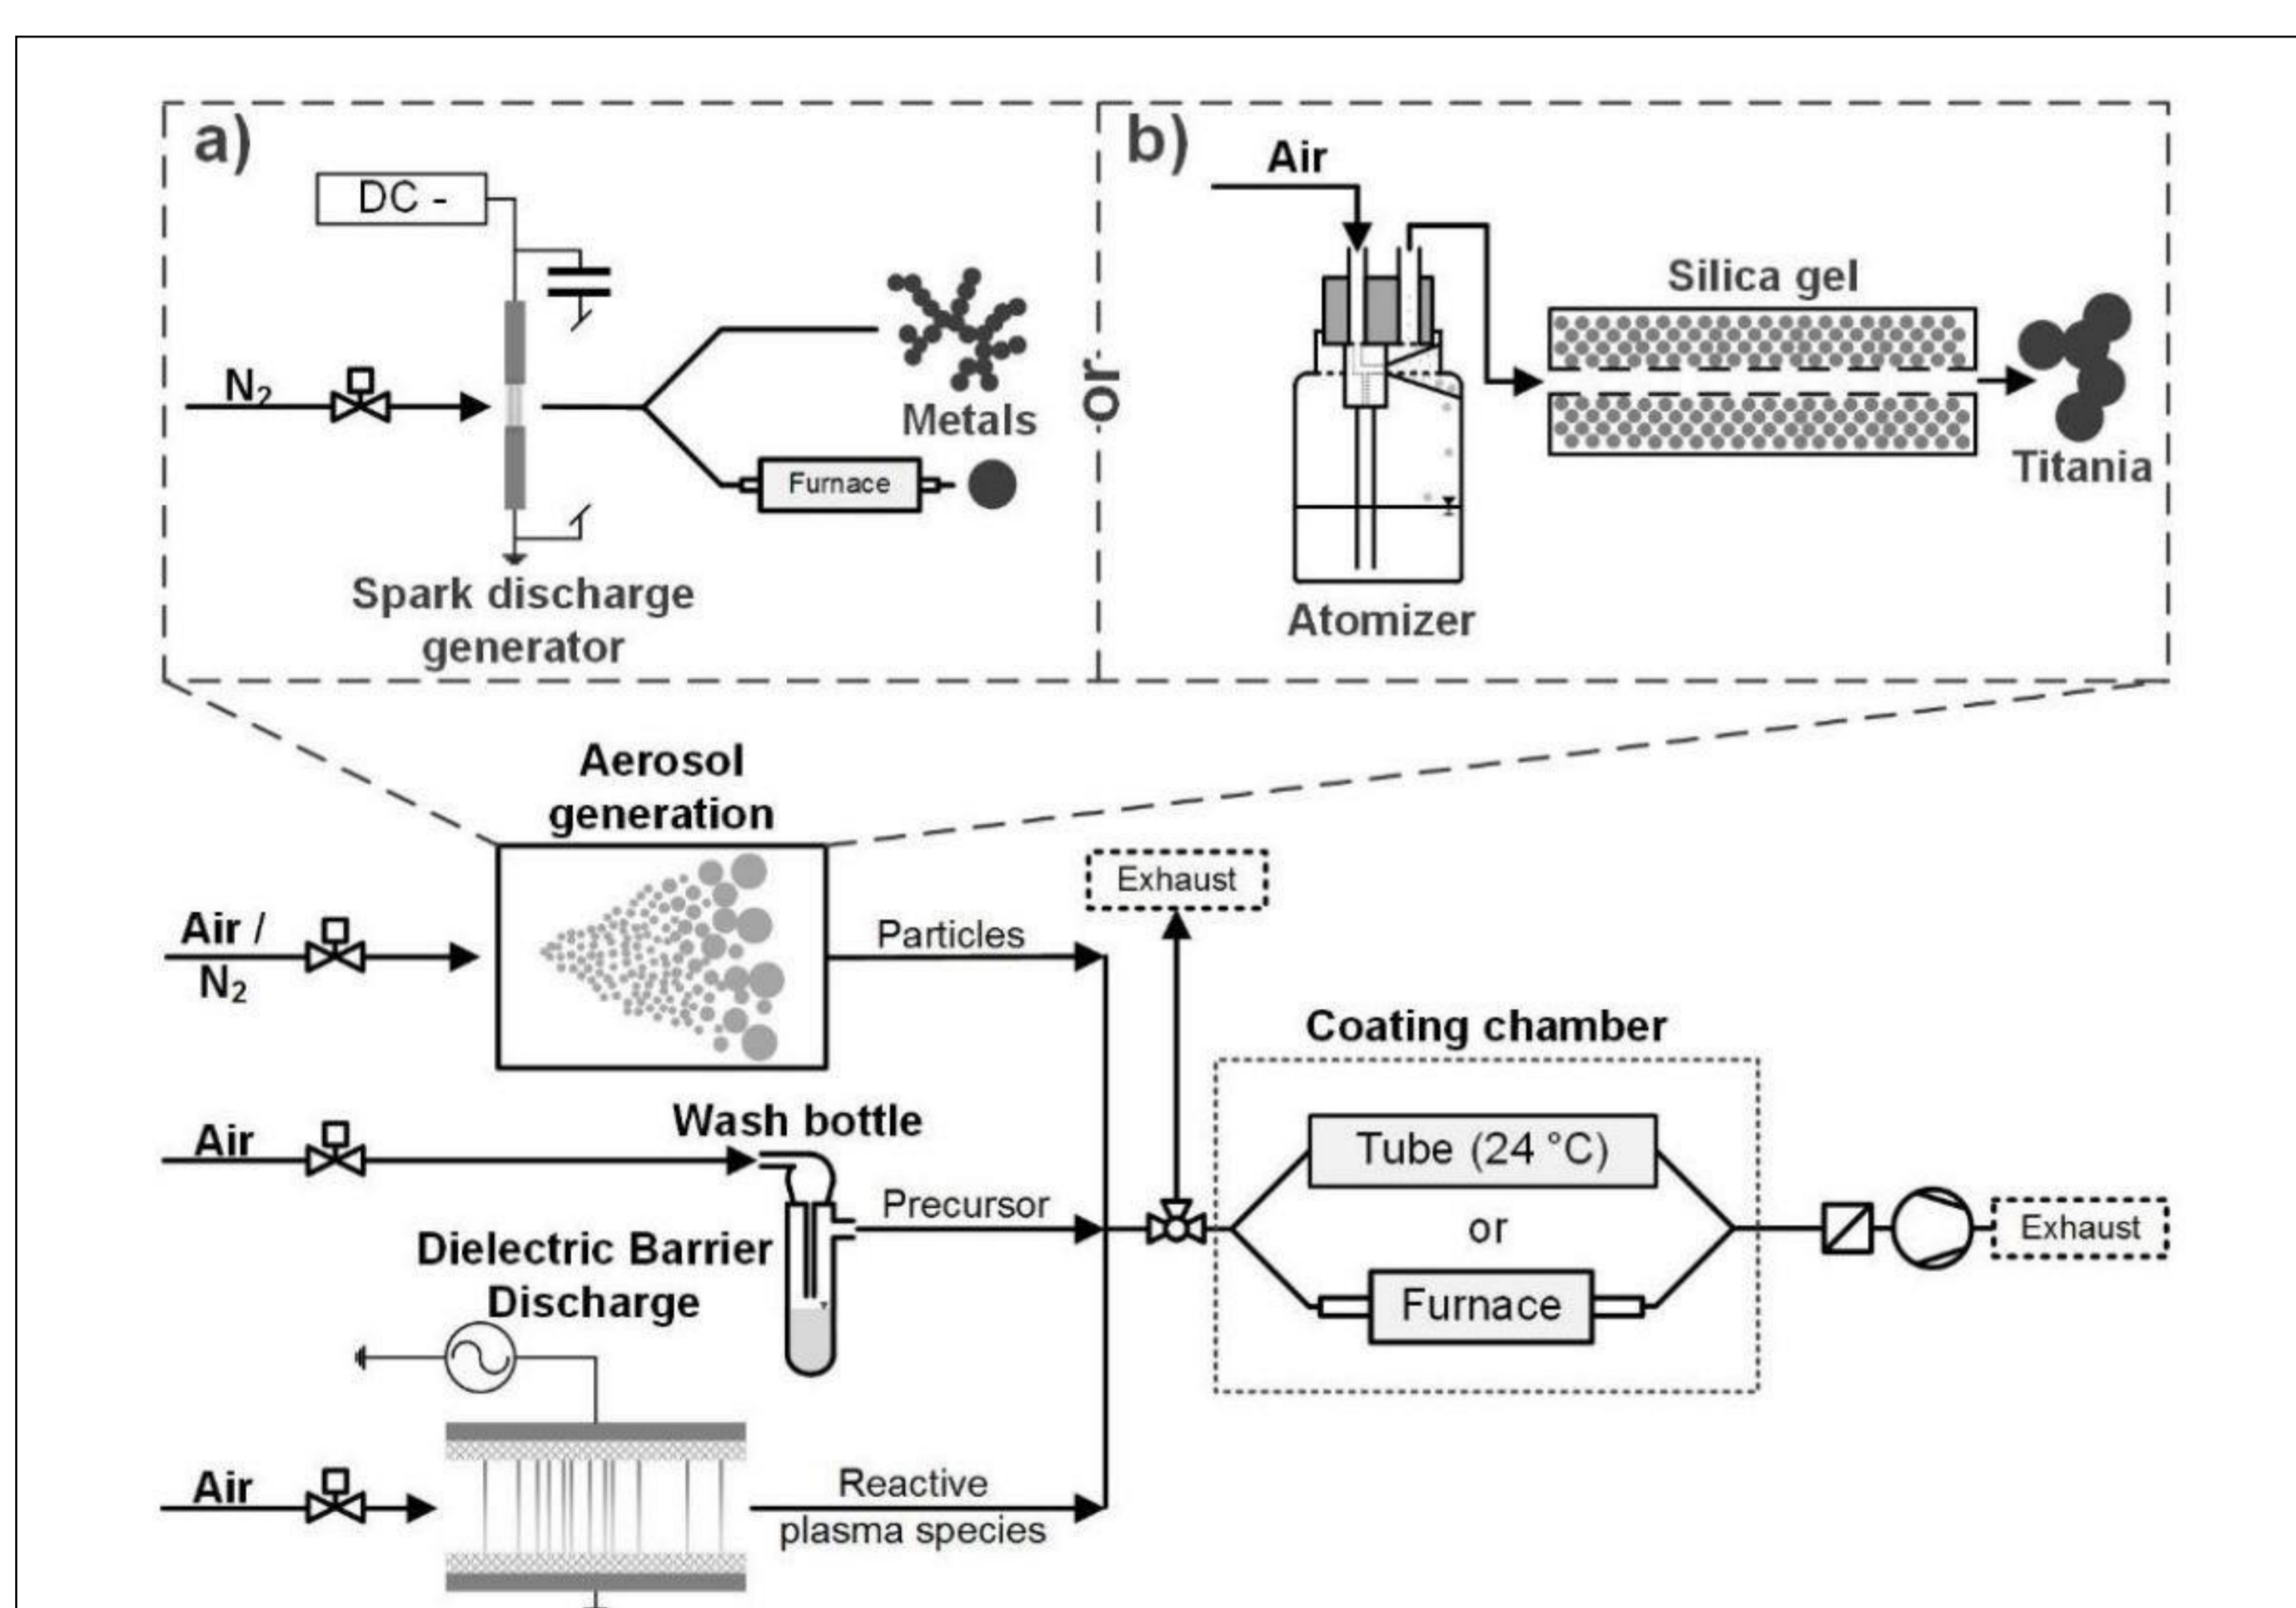 a)
DC -
N₂
Metals
Furnace
Spark discharge
generator
or
b)
Air
Silica gel
Titania
Atomizer
Aerosol
generation
Air /
N₂
Particles
Exhaust
Coating chamber
Tube (24 °C)
or
Furnace
Exhaust
Air
Wash bottle
Precursor
Dielectric Barrier
Discharge
Air
Reactive
plasma species